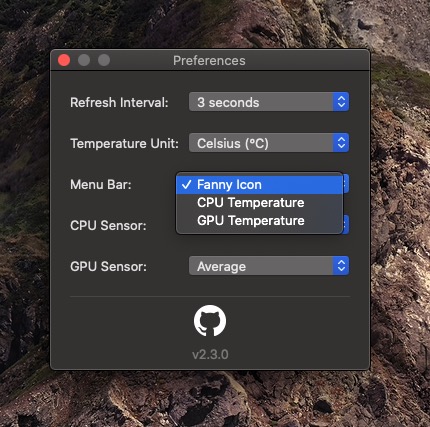 Preferences
Refresh Interval: 3 seconds
Temperature Unit: Celsius (ºC)
Menu Bar: ✓ Fanny Icon
CPU Temperature
GPU Temperature
CPU Sensor:
GPU Sensor: Average
v2.3.0